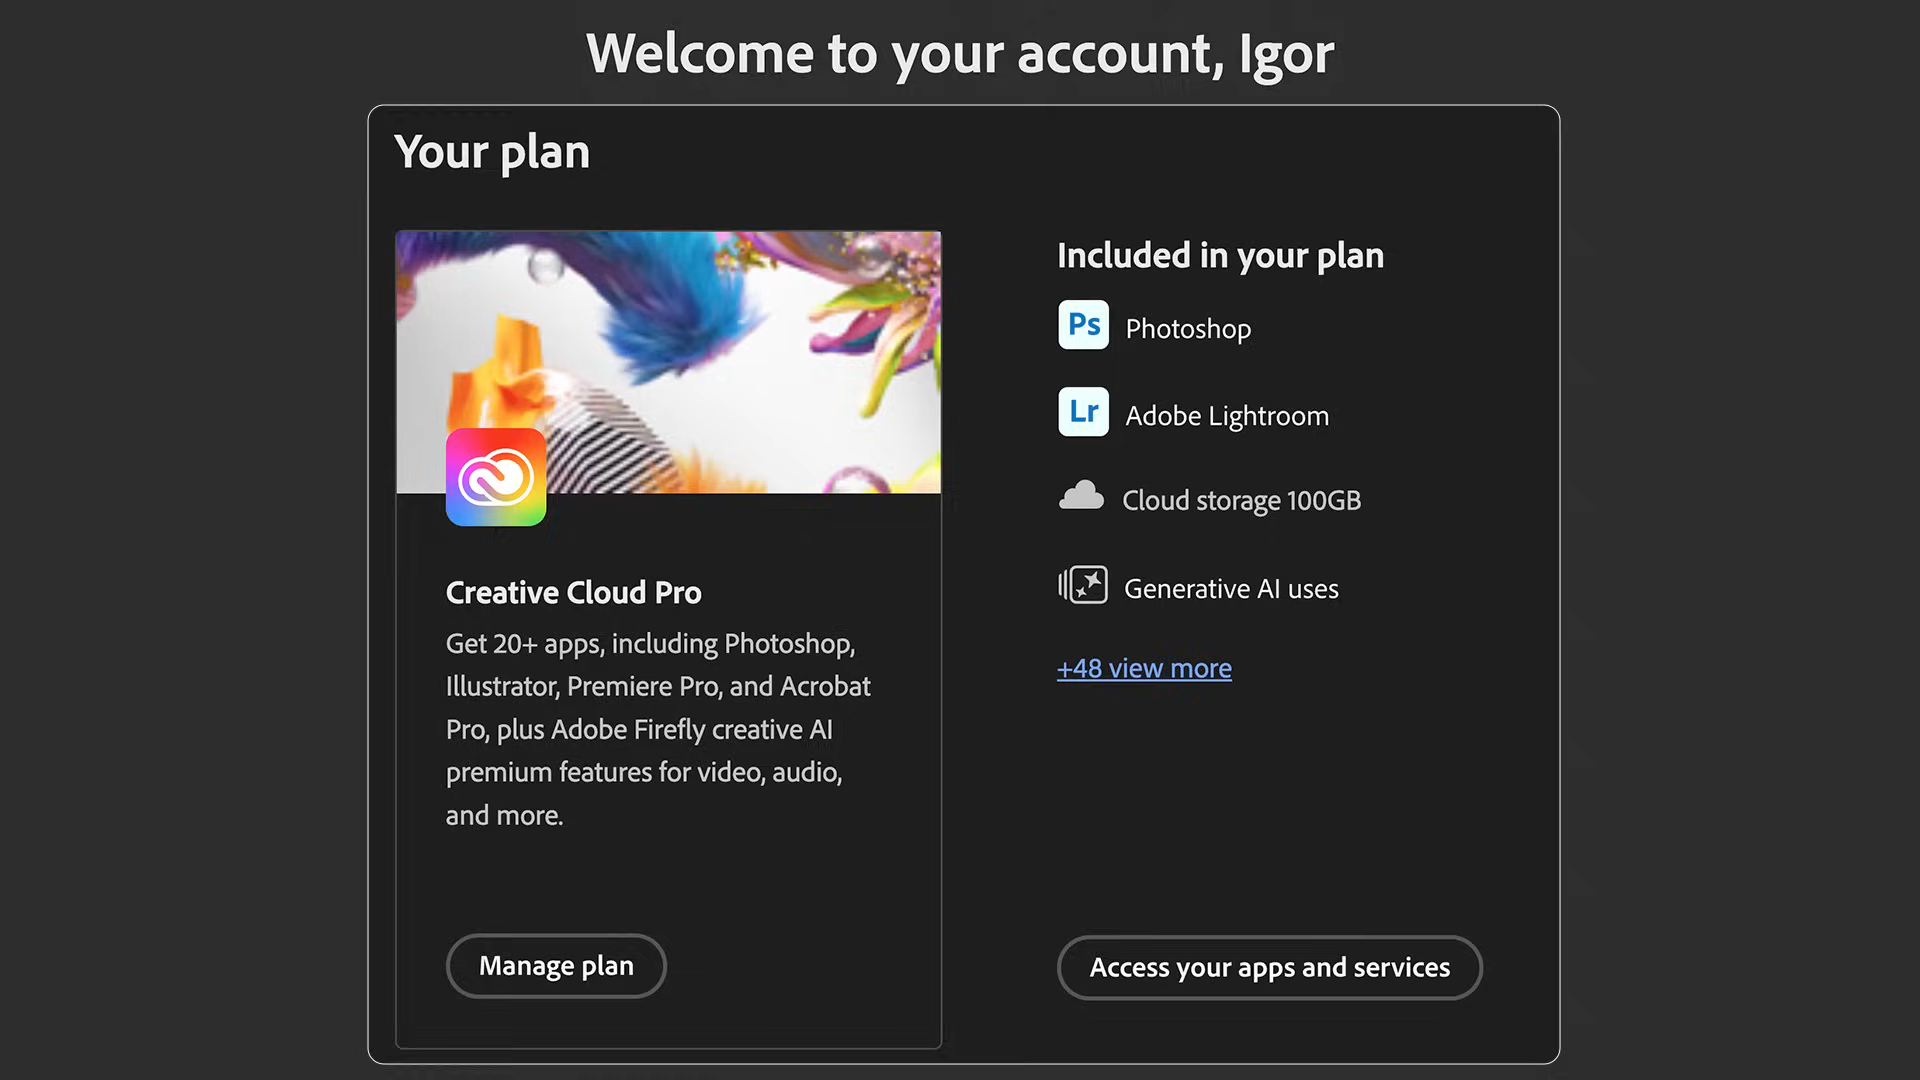 Welcome to your account, Igor
Your plan
Creative Cloud Pro
Get 20+ apps, including Photoshop,
Illustrator, Premiere Pro, and Acrobat
Pro, plus Adobe Firefly creative AI
premium features for video, audio,
and more.
Manage plan
Included in your plan
Ps Photoshop
Lr Adobe Lightroom
Cloud storage 100GB
Generative AI uses
+48 view more
Access your apps and services